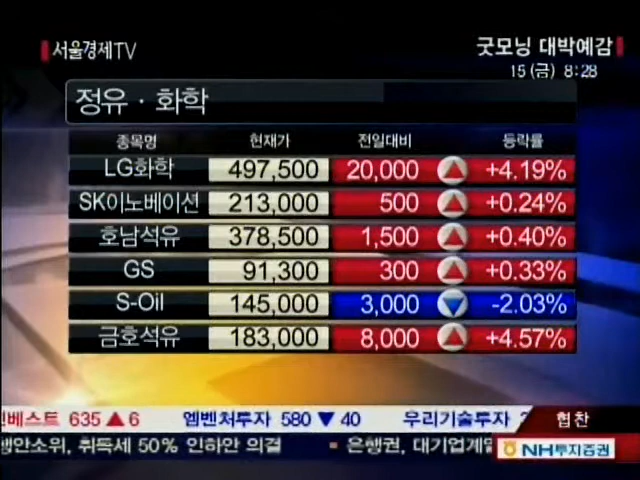 서울경제TV
굿모닝 대박예감
15(금) 8:28
정유 · 화학
종목명 현재가 전일대비 등락률
LG화학 497,500 20,000 ▲ +4.19%
SK이노베이션 213,000 500 ▲ +0.24%
호남석유 378,500 1,500 ▲ +0.40%
GS 91,300 300 ▲ +0.33%
S-Oil 145,000 3,000 ▼ -2.03%
금호석유 183,000 8,000 ▲ +4.57%
베스트 635 ▲ 6 엠벤처투자 580 ▼ 40 우리기술투자
협찬
행안소위, 취득세 50% 인하안 의결 ▪ 은행권, 대기업계열
NH투자증권